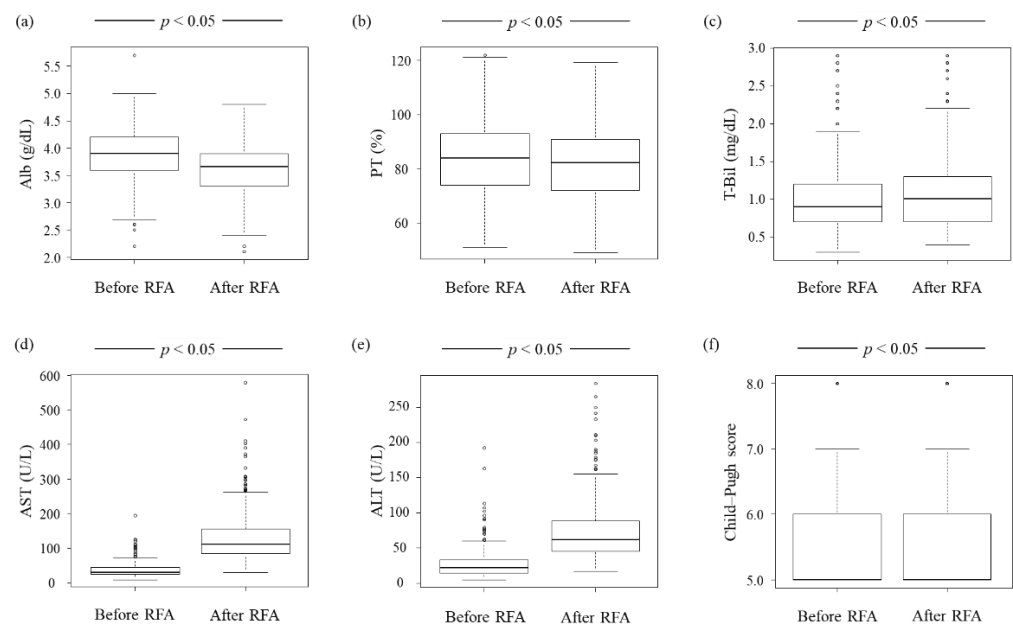 (a)
p < 0.05
Alb (g/dL)
5.5
5.0
4.5
4.0
3.5
3.0
2.5
2.0
Before RFA After RFA
(b)
p < 0.05
PT (%)
120
100
80
60
Before RFA After RFA
(c)
p < 0.05
T-Bil (mg/dL)
3.0
2.5
2.0
1.5
1.0
0.5
Before RFA After RFA
(d)
p < 0.05
AST (U/L)
600
500
400
300
200
100
0
Before RFA After RFA
(e)
p < 0.05
ALT (U/L)
250
200
150
100
50
0
Before RFA After RFA
(f)
p < 0.05
Child–Pugh score
8.0
7.0
6.0
5.0
Before RFA After RFA